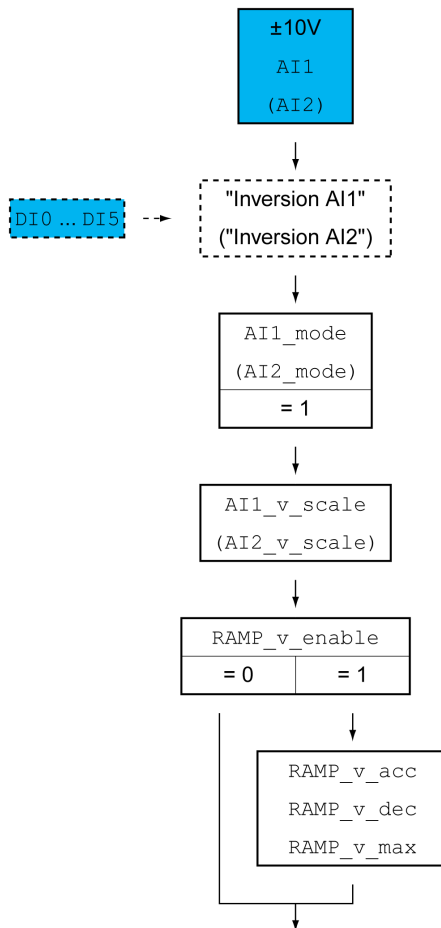 ±10V
AI1
(AI2)
DI0 ... DI5
"Inversion AI1"
("Inversion AI2")
AI1_mode
(AI2_mode)
= 1
AI1_v_scale
(AI2_v_scale)
RAMP_v_enable
= 0
= 1
RAMP_v_acc
RAMP_v_dec
RAMP_v_max